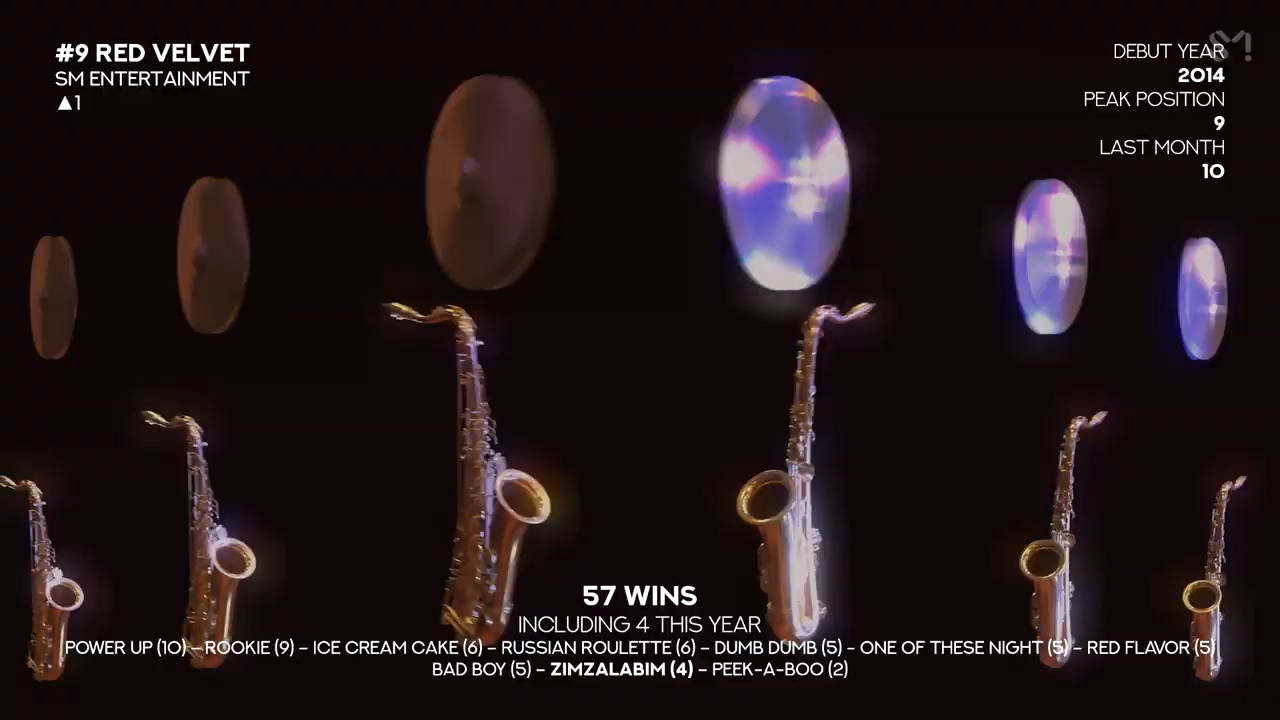 #9 RED VELVET
SM ENTERTAINMENT
▲1
SM!
DEBUT YEAR
2014
PEAK POSITION
9
LAST MONTH
10
57 WINS
INCLUDING 4 THIS YEAR
POWER UP (10) - ROOKIE (9) - ICE CREAM CAKE (6) - RUSSIAN ROULETTE (6) - DUMB DUMB (5) - ONE OF THESE NIGHT (5) - RED FLAVOR (5)
BAD BOY (5) - ZIMZALABIM (4) - PEEK-A-BOO (2)